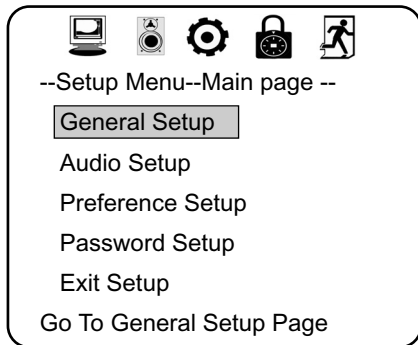 --Setup Menu--Main page --
General Setup
Audio Setup
Preference Setup
Password Setup
Exit Setup
Go To General Setup Page